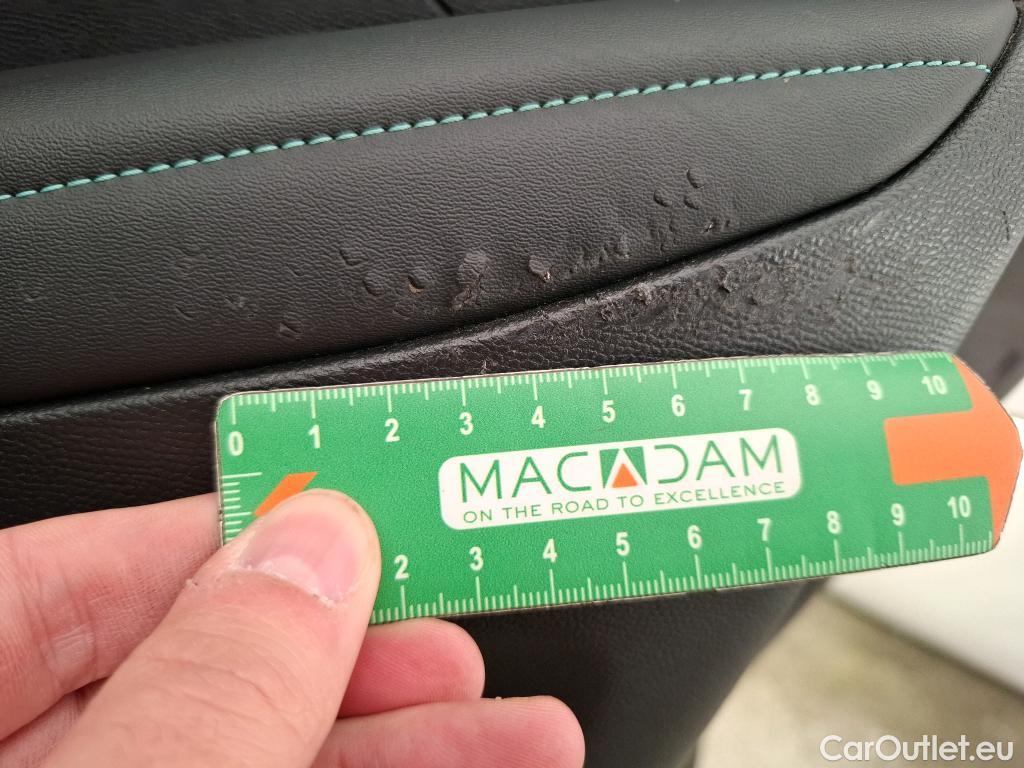 0 1 2 3 4 5 6 7 8 9 10
MACADAM
ON THE ROAD TO EXCELLENCE
2 3 4 5 6 7 8 9 10
CarOutlet.eu